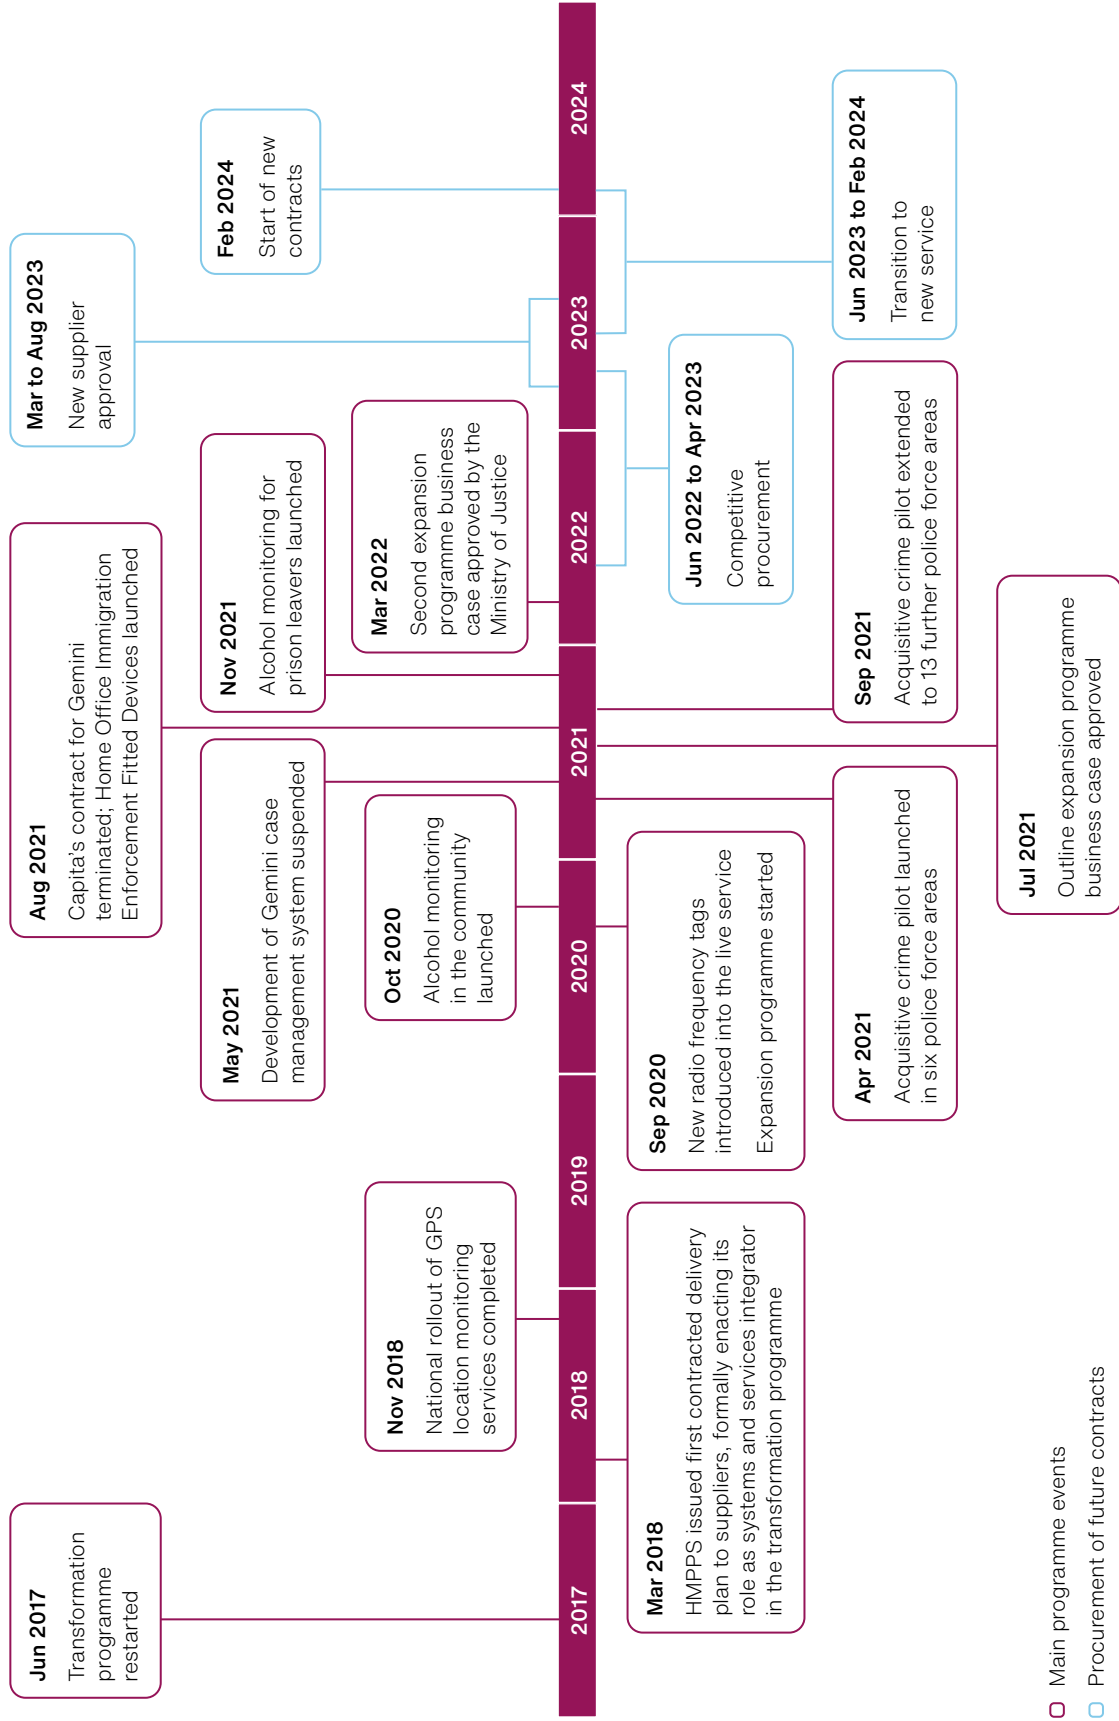 Jun 2017
Transformation
programme
restarted
Aug 2021
Capita’s contract for Gemini
terminated; Home Office Immigration
Enforcement Fitted Devices launched
Mar to Aug 2023
New supplier
approval
May 2021
Development of Gemini case
management system suspended
Nov 2021
Alcohol monitoring for
prison leavers launched
Feb 2024
Start of new
contracts
Nov 2018
National rollout of GPS
location monitoring
services completed
Oct 2020
Alcohol monitoring
in the community
launched
Mar 2022
Second expansion
programme business
case approved by the
Ministry of Justice
2017
2018
2019
2020
2021
2022
2023
2024
Mar 2018
HMPPS issued first contracted delivery
plan to suppliers, formally enacting its
role as systems and services integrator
in the transformation programme
Sep 2020
New radio frequency tags
introduced into the live service
Expansion programme started
Jun 2022 to Apr 2023
Competitive
procurement
Apr 2021
Acquisitive crime pilot launched
in six police force areas
Sep 2021
Acquisitive crime pilot extended
to 13 further police force areas
Jun 2023 to Feb 2024
Transition to
new service
Jul 2021
Outline expansion programme
business case approved
Main programme events
Procurement of future contracts